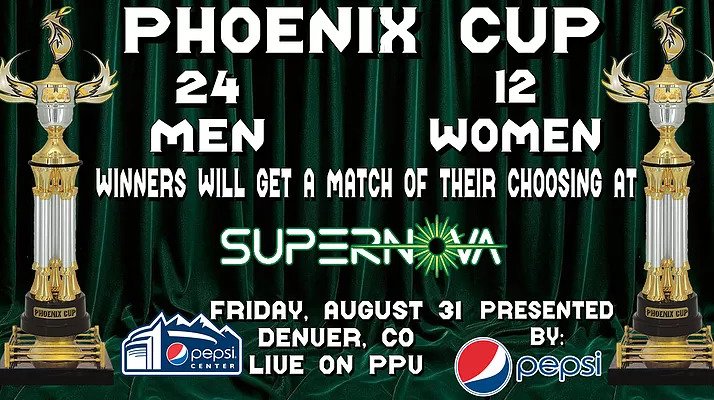 PHOENIX CUP
24 12
MEN WOMEN
WINNERS WILL GET A MATCH OF THEIR CHOOSING AT
SUPERNOVA
FRIDAY, AUGUST 31
DENVER, CO
LIVE ON PPV
PRESENTED
BY:
pepsi
CENTER
pepsi
PHOENIX CUP
PHOENIX CUP